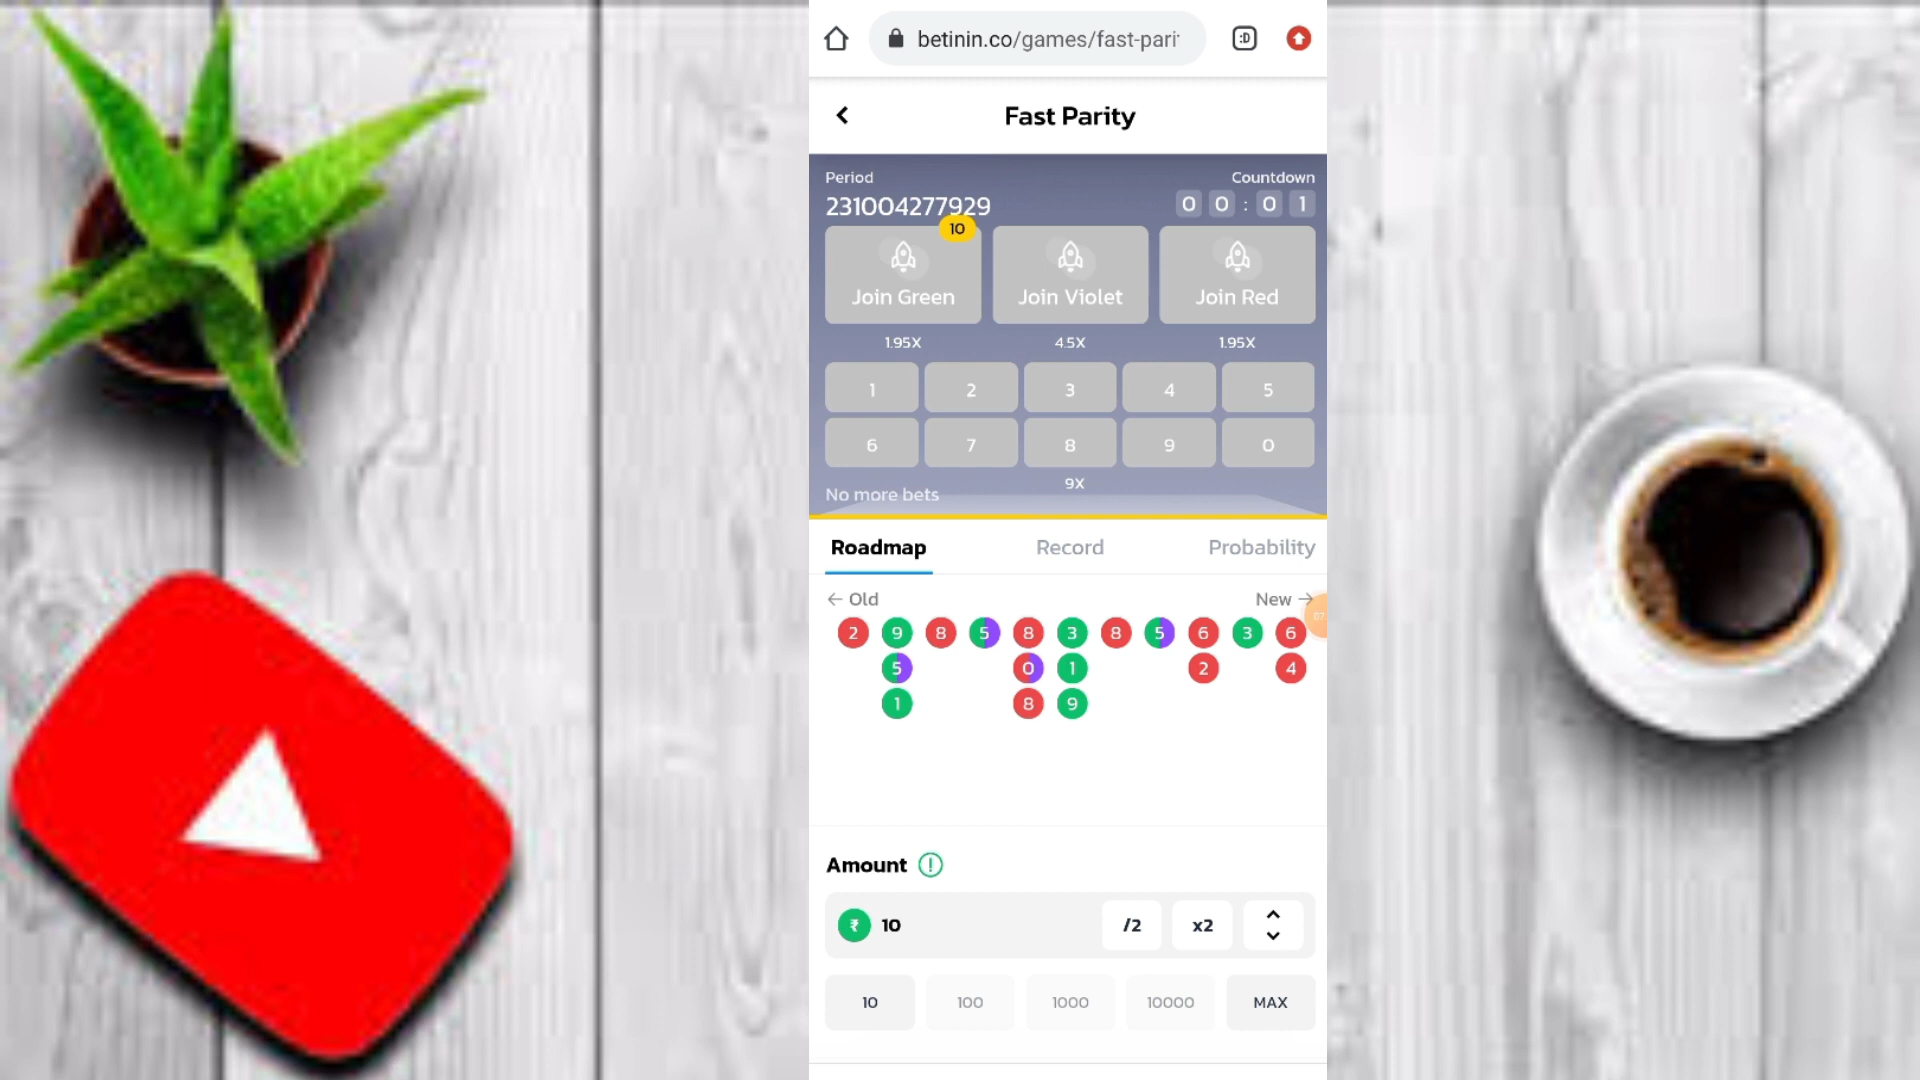 betinin.co/games/fast-pari
:D
Fast Parity
Period
Countdown
231004277929
0 0 : 0 1
10
Join Green
Join Violet
Join Red
1.95X
4.5X
1.95X
1 2 3 4 5
6 7 8 9 0
9X
No more bets
Roadmap
Record
Probability
← Old
New →
2 9 8 5 8 3 8 5 6 3 6
5 0 1 2 4
1 8 9
Amount
₹ 10
/2
x2
10
100
1000
10000
MAX